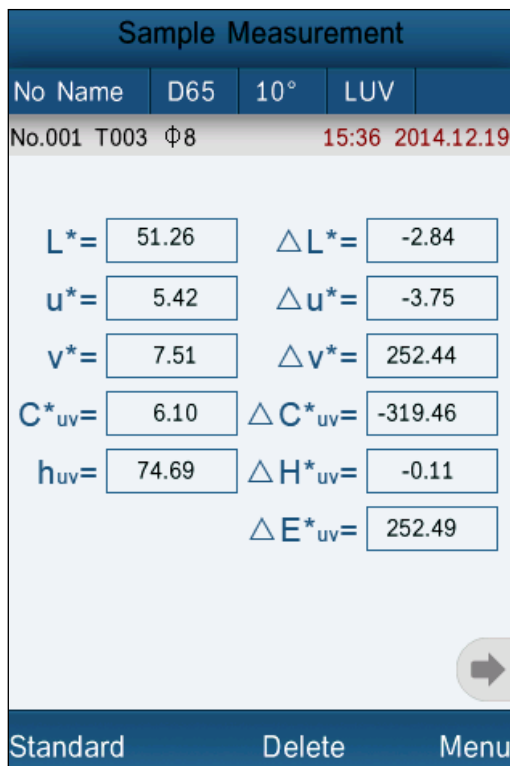 Sample Measurement
No Name D65 10° LUV
No.001 T003 Φ8 15:36 2014.12.19
L*= 51.26 △L*= -2.84
u*= 5.42 △u*= -3.75
v*= 7.51 △v*= 252.44
C*uv= 6.10 △C*uv= -319.46
huv= 74.69 △H*uv= -0.11
△E*uv= 252.49
Standard Delete Menu